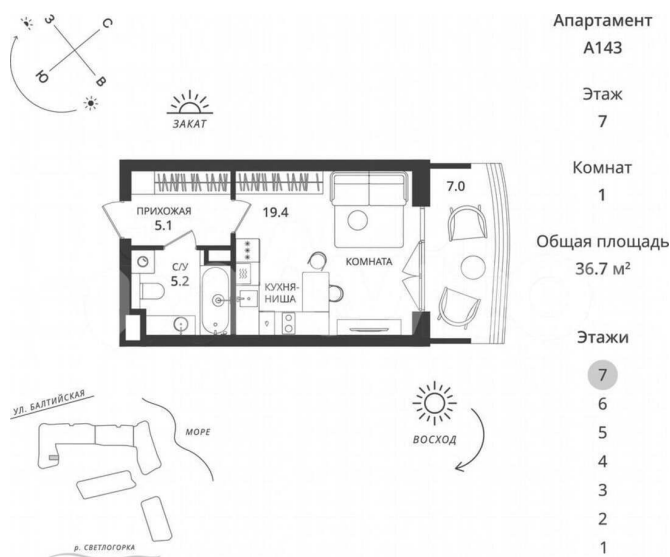 З
С
Ю
В
ЗАКАТ
Апартамент
А143
Этаж
7
Комнат
1
Общая площадь
36.7 м²
Этажи
7
6
5
4
3
2
1
ПРИХОЖАЯ
5.1
С/У
5.2
19.4
КОМНАТА
КУХНЯ-
НИША
7.0
ВОСХОД
УЛ. БАЛТИЙСКАЯ
МОРЕ
р. СВЕТЛОГОРКА